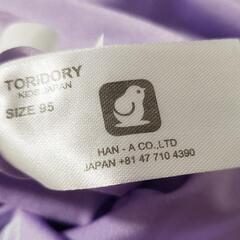 TORIDORY
KIDS JAPAN
SIZE 95
HAN - A CO.,LTD
JAPAN +81 47 710 4390